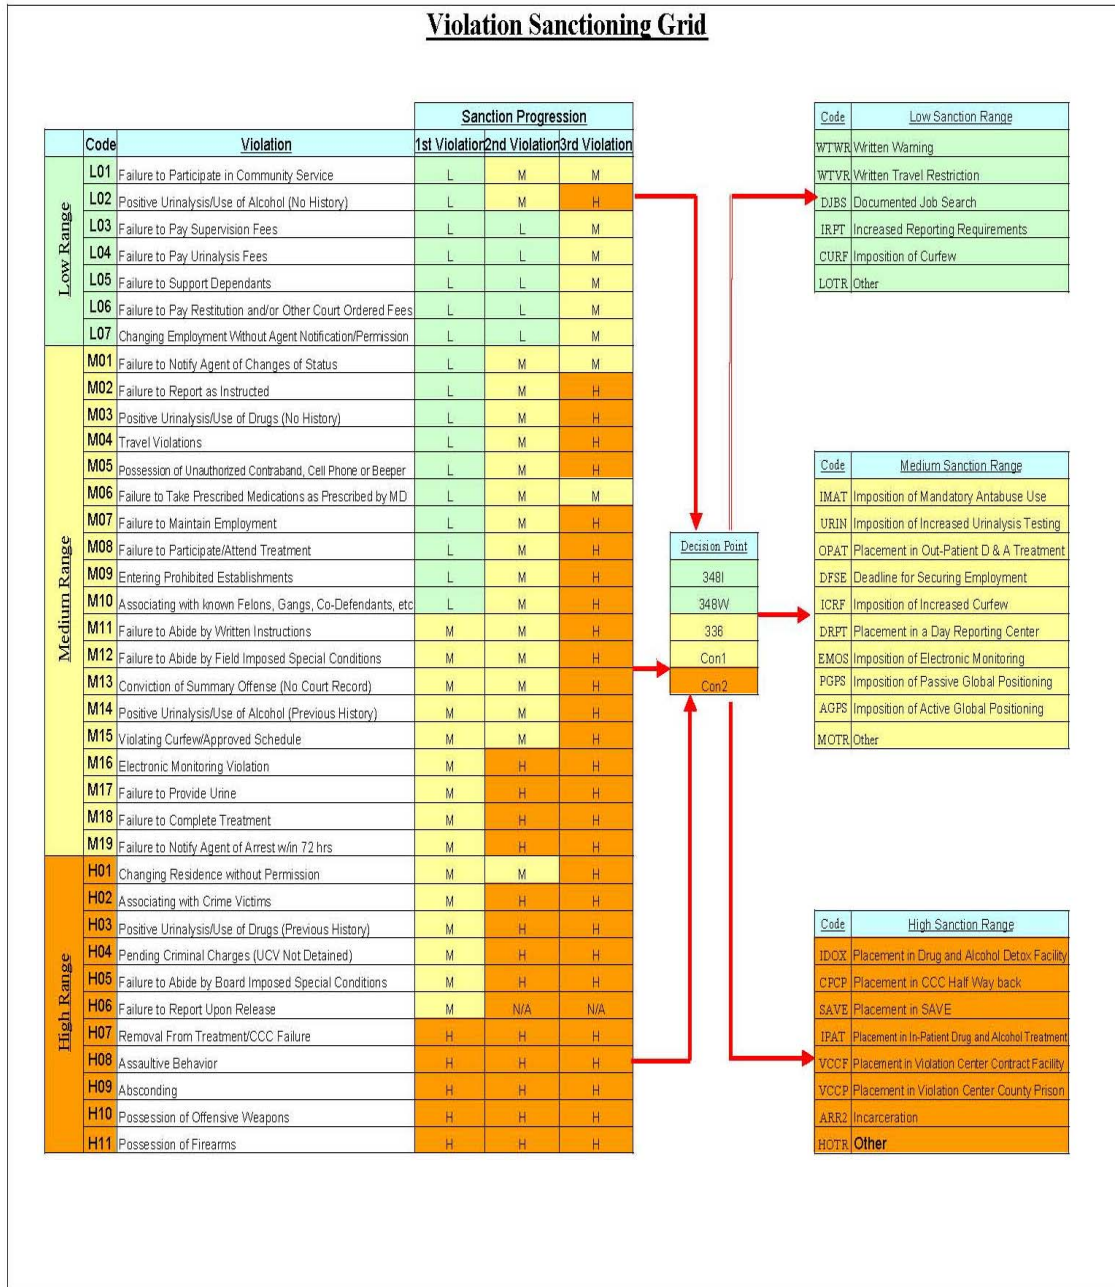 Violation Sanctioning Grid
Sanction Progression
Code Violation 1st Violation 2nd Violation 3rd Violation
Low Range
L01 Failure to Participate in Community Service L M M
L02 Positive Urinalysis/Use of Alcohol (No History) L M H
L03 Failure to Pay Supervision Fees L L M
L04 Failure to Pay Urinalysis Fees L L M
L05 Failure to Support Dependants L L M
L06 Failure to Pay Restitution and/or Other Court Ordered Fees L L M
L07 Changing Employment Without Agent Notification/Permission L L M
Medium Range
M01 Failure to Notify Agent of Changes of Status L M M
M02 Failure to Report as Instructed L M H
M03 Positive Urinalysis/Use of Drugs (No History) L M H
M04 Travel Violations L M H
M05 Possession of Unauthorized Contraband, Cell Phone or Beeper L M H
M06 Failure to Take Prescribed Medications as Prescribed by MD L M M
M07 Failure to Maintain Employment L M H
M08 Failure to Participate/Attend Treatment L M H
M09 Entering Prohibited Establishments L M H
M10 Associating with known Felons, Gangs, Co-Defendants, etc L M H
M11 Failure to Abide by Written Instructions M M H
M12 Failure to Abide by Field Imposed Special Conditions M M H
M13 Conviction of Summary Offense (No Court Record) M M H
M14 Positive Urinalysis/Use of Alcohol (Previous History) M M H
M15 Violating Curfew/Approved Schedule M M H
M16 Electronic Monitoring Violation M H H
M17 Failure to Provide Urine M H H
M18 Failure to Complete Treatment M H H
M19 Failure to Notify Agent of Arrest w/in 72 hrs M H H
High Range
H01 Changing Residence without Permission M M H
H02 Associating with Crime Victims M H H
H03 Positive Urinalysis/Use of Drugs (Previous History) M H H
H04 Pending Criminal Charges (UCV Not Detained) M H H
H05 Failure to Abide by Board Imposed Special Conditions M H H
H06 Failure to Report Upon Release M N/A N/A
H07 Removal From Treatment/CCC Failure H H H
H08 Assaultive Behavior H H H
H09 Absconding H H H
H10 Possession of Offensive Weapons H H H
H11 Possession of Firearms H H H
Decision Point
348I
348W
336
Con1
Con2
Code Low Sanction Range
WTWR Written Warning
WTVR Written Travel Restriction
DJBS Documented Job Search
IRPT Increased Reporting Requirements
CURF Imposition of Curfew
LOTR Other
Code Medium Sanction Range
IMAT Imposition of Mandatory Antabuse Use
URIN Imposition of Increased Urinalysis Testing
OPAT Placement in Out-Patient D & A Treatment
DFSE Deadline for Securing Employment
ICRF Imposition of Increased Curfew
DRPT Placement in a Day Reporting Center
EMOS Imposition of Electronic Monitoring
PGPS Imposition of Passive Global Positioning
AGPS Imposition of Active Global Positioning
MOTR Other
Code High Sanction Range
IDOX Placement in Drug and Alcohol Detox Facility
CPCP Placement in CCC Half Way back
SAVE Placement in SAVE
IPAT Placement in In-Patient Drug and Alcohol Treatment
VCCF Placement in Violation Center Contract Facility
VCCP Placement in Violation Center County Prison
ARR2 Incarceration
HOTR Other